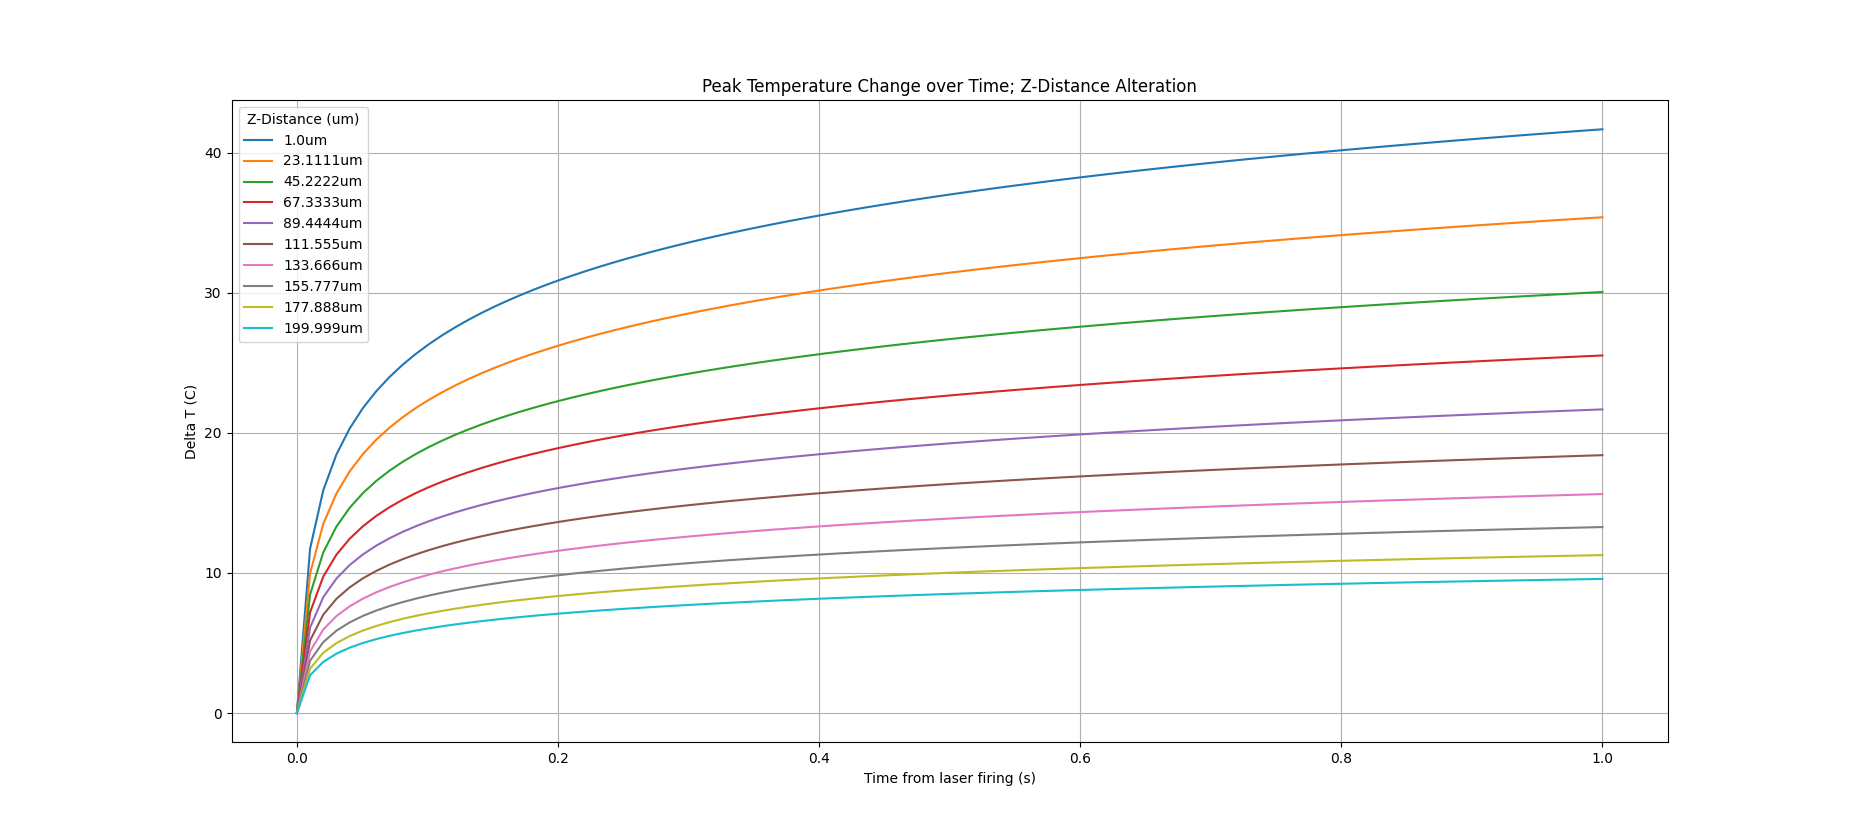 Peak Temperature Change over Time; Z-Distance Alteration
Z-Distance (um)
1.0um
23.1111um
45.2222um
67.3333um
89.4444um
111.555um
133.666um
155.777um
177.888um
199.999um
40
30
20
10
0
Delta T (C)
0.0 0.2 0.4 0.6 0.8 1.0
Time from laser firing (s)